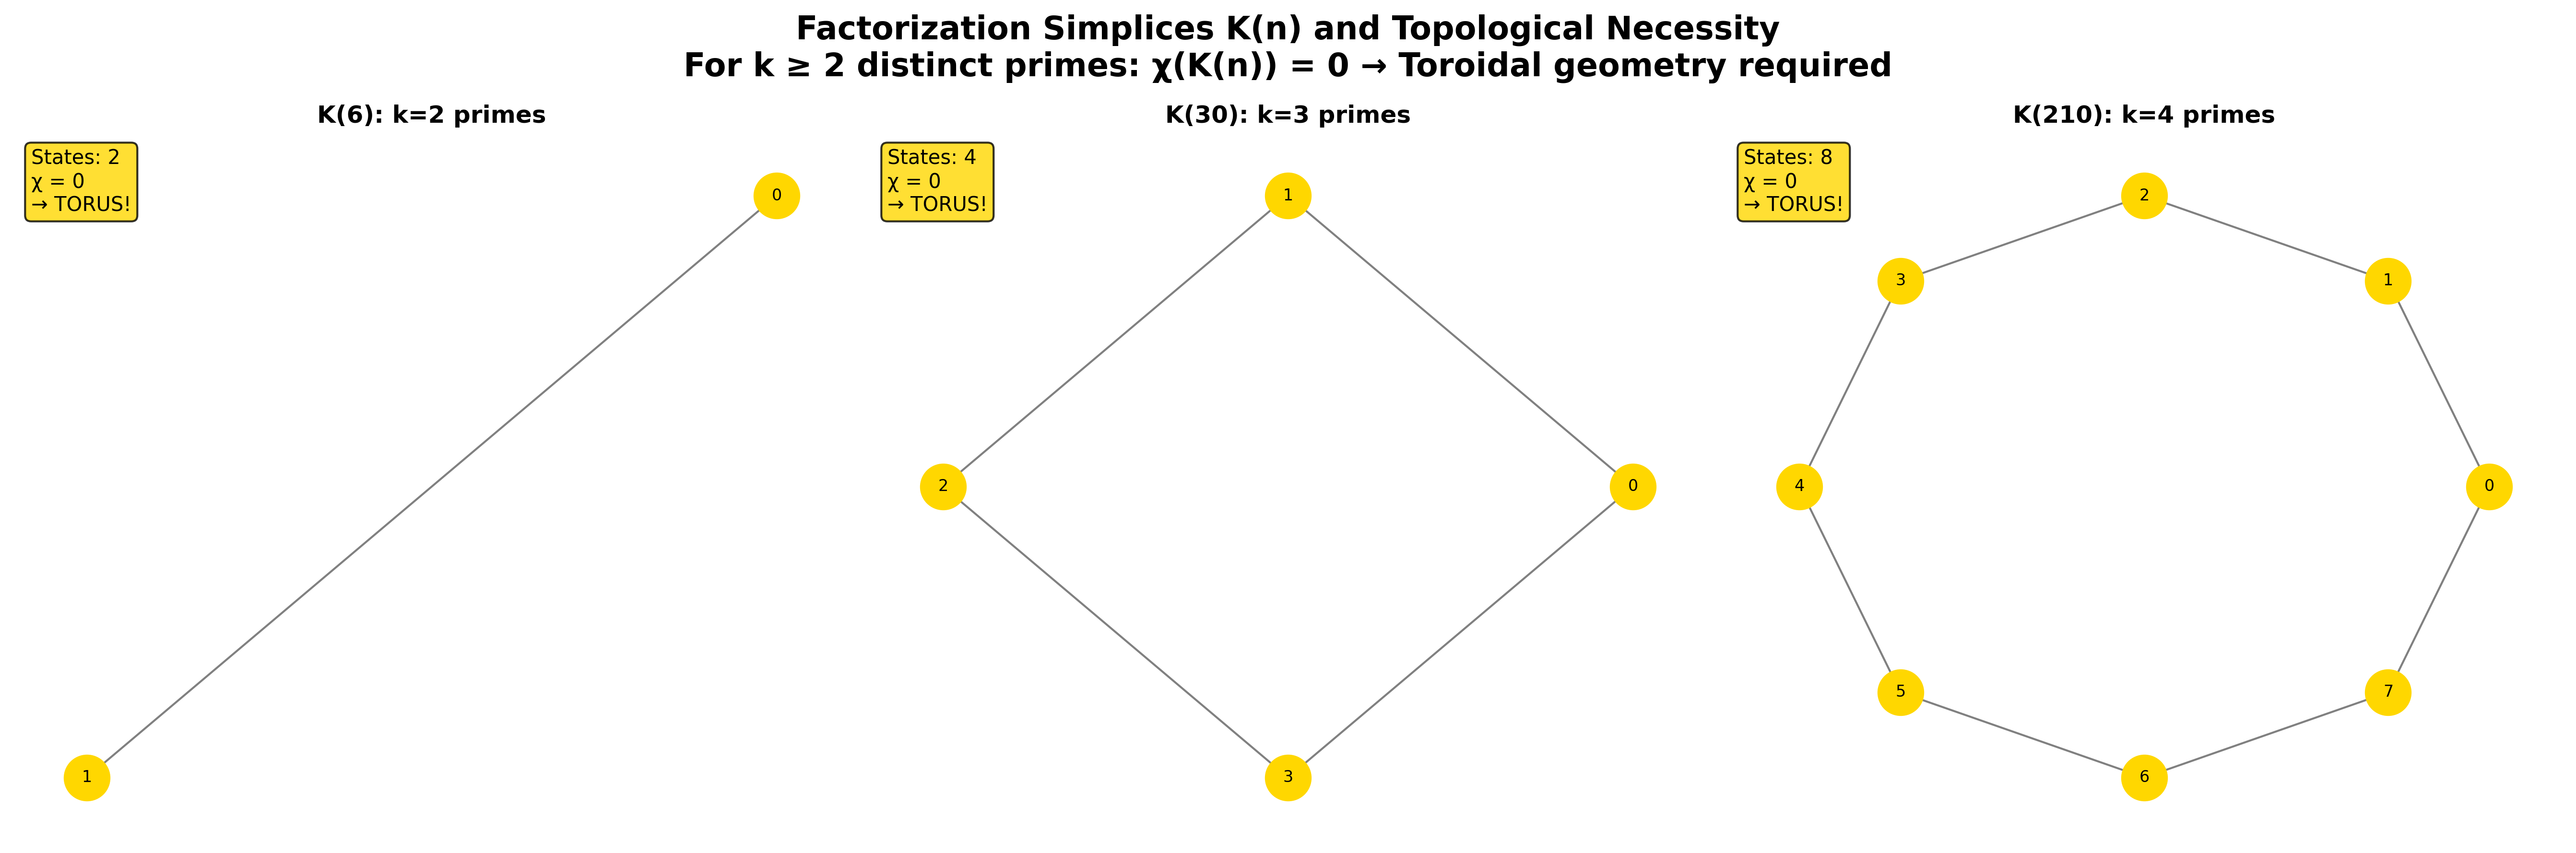 Factorization Simplices K(n) and Topological Necessity
For k ≥ 2 distinct primes: χ(K(n)) = 0 → Toroidal geometry required
K(6): k=2 primes
States: 2
χ = 0
→ TORUS!
0
1
K(30): k=3 primes
States: 4
χ = 0
→ TORUS!
1
2
0
3
K(210): k=4 primes
States: 8
χ = 0
→ TORUS!
2
3
1
4
0
5
7
6